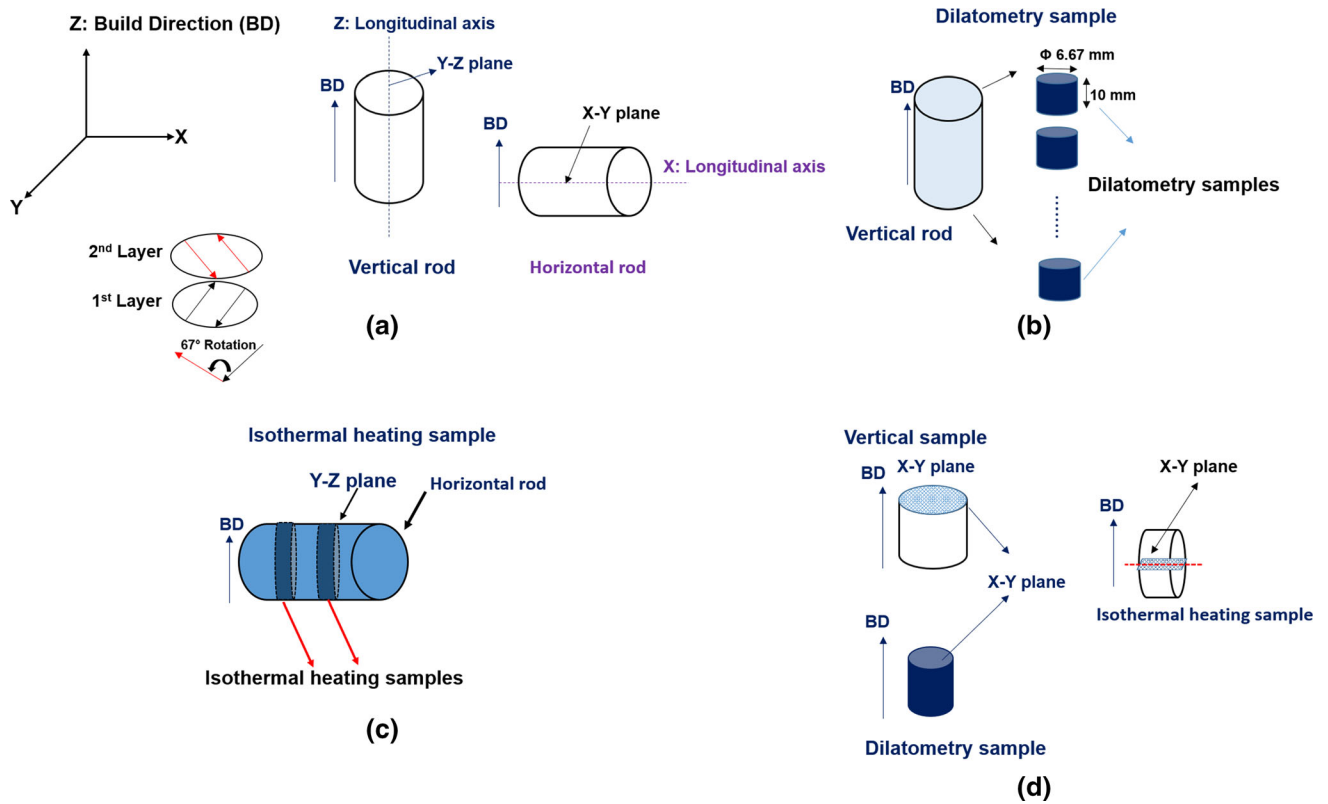 Z: Build Direction (BD)
X
Y
2nd Layer
1st Layer
67° Rotation
Z: Longitudinal axis
Y-Z plane
BD
Vertical rod
BD
X-Y plane
X: Longitudinal axis
Horizontal rod
(a)
Dilatometry sample
Φ 6.67 mm
BD
10 mm
Dilatometry samples
Vertical rod
(b)
Isothermal heating sample
Y-Z plane
Horizontal rod
BD
Isothermal heating samples
(c)
Vertical sample
X-Y plane
BD
X-Y plane
BD
Dilatometry sample
X-Y plane
BD
Isothermal heating sample
(d)